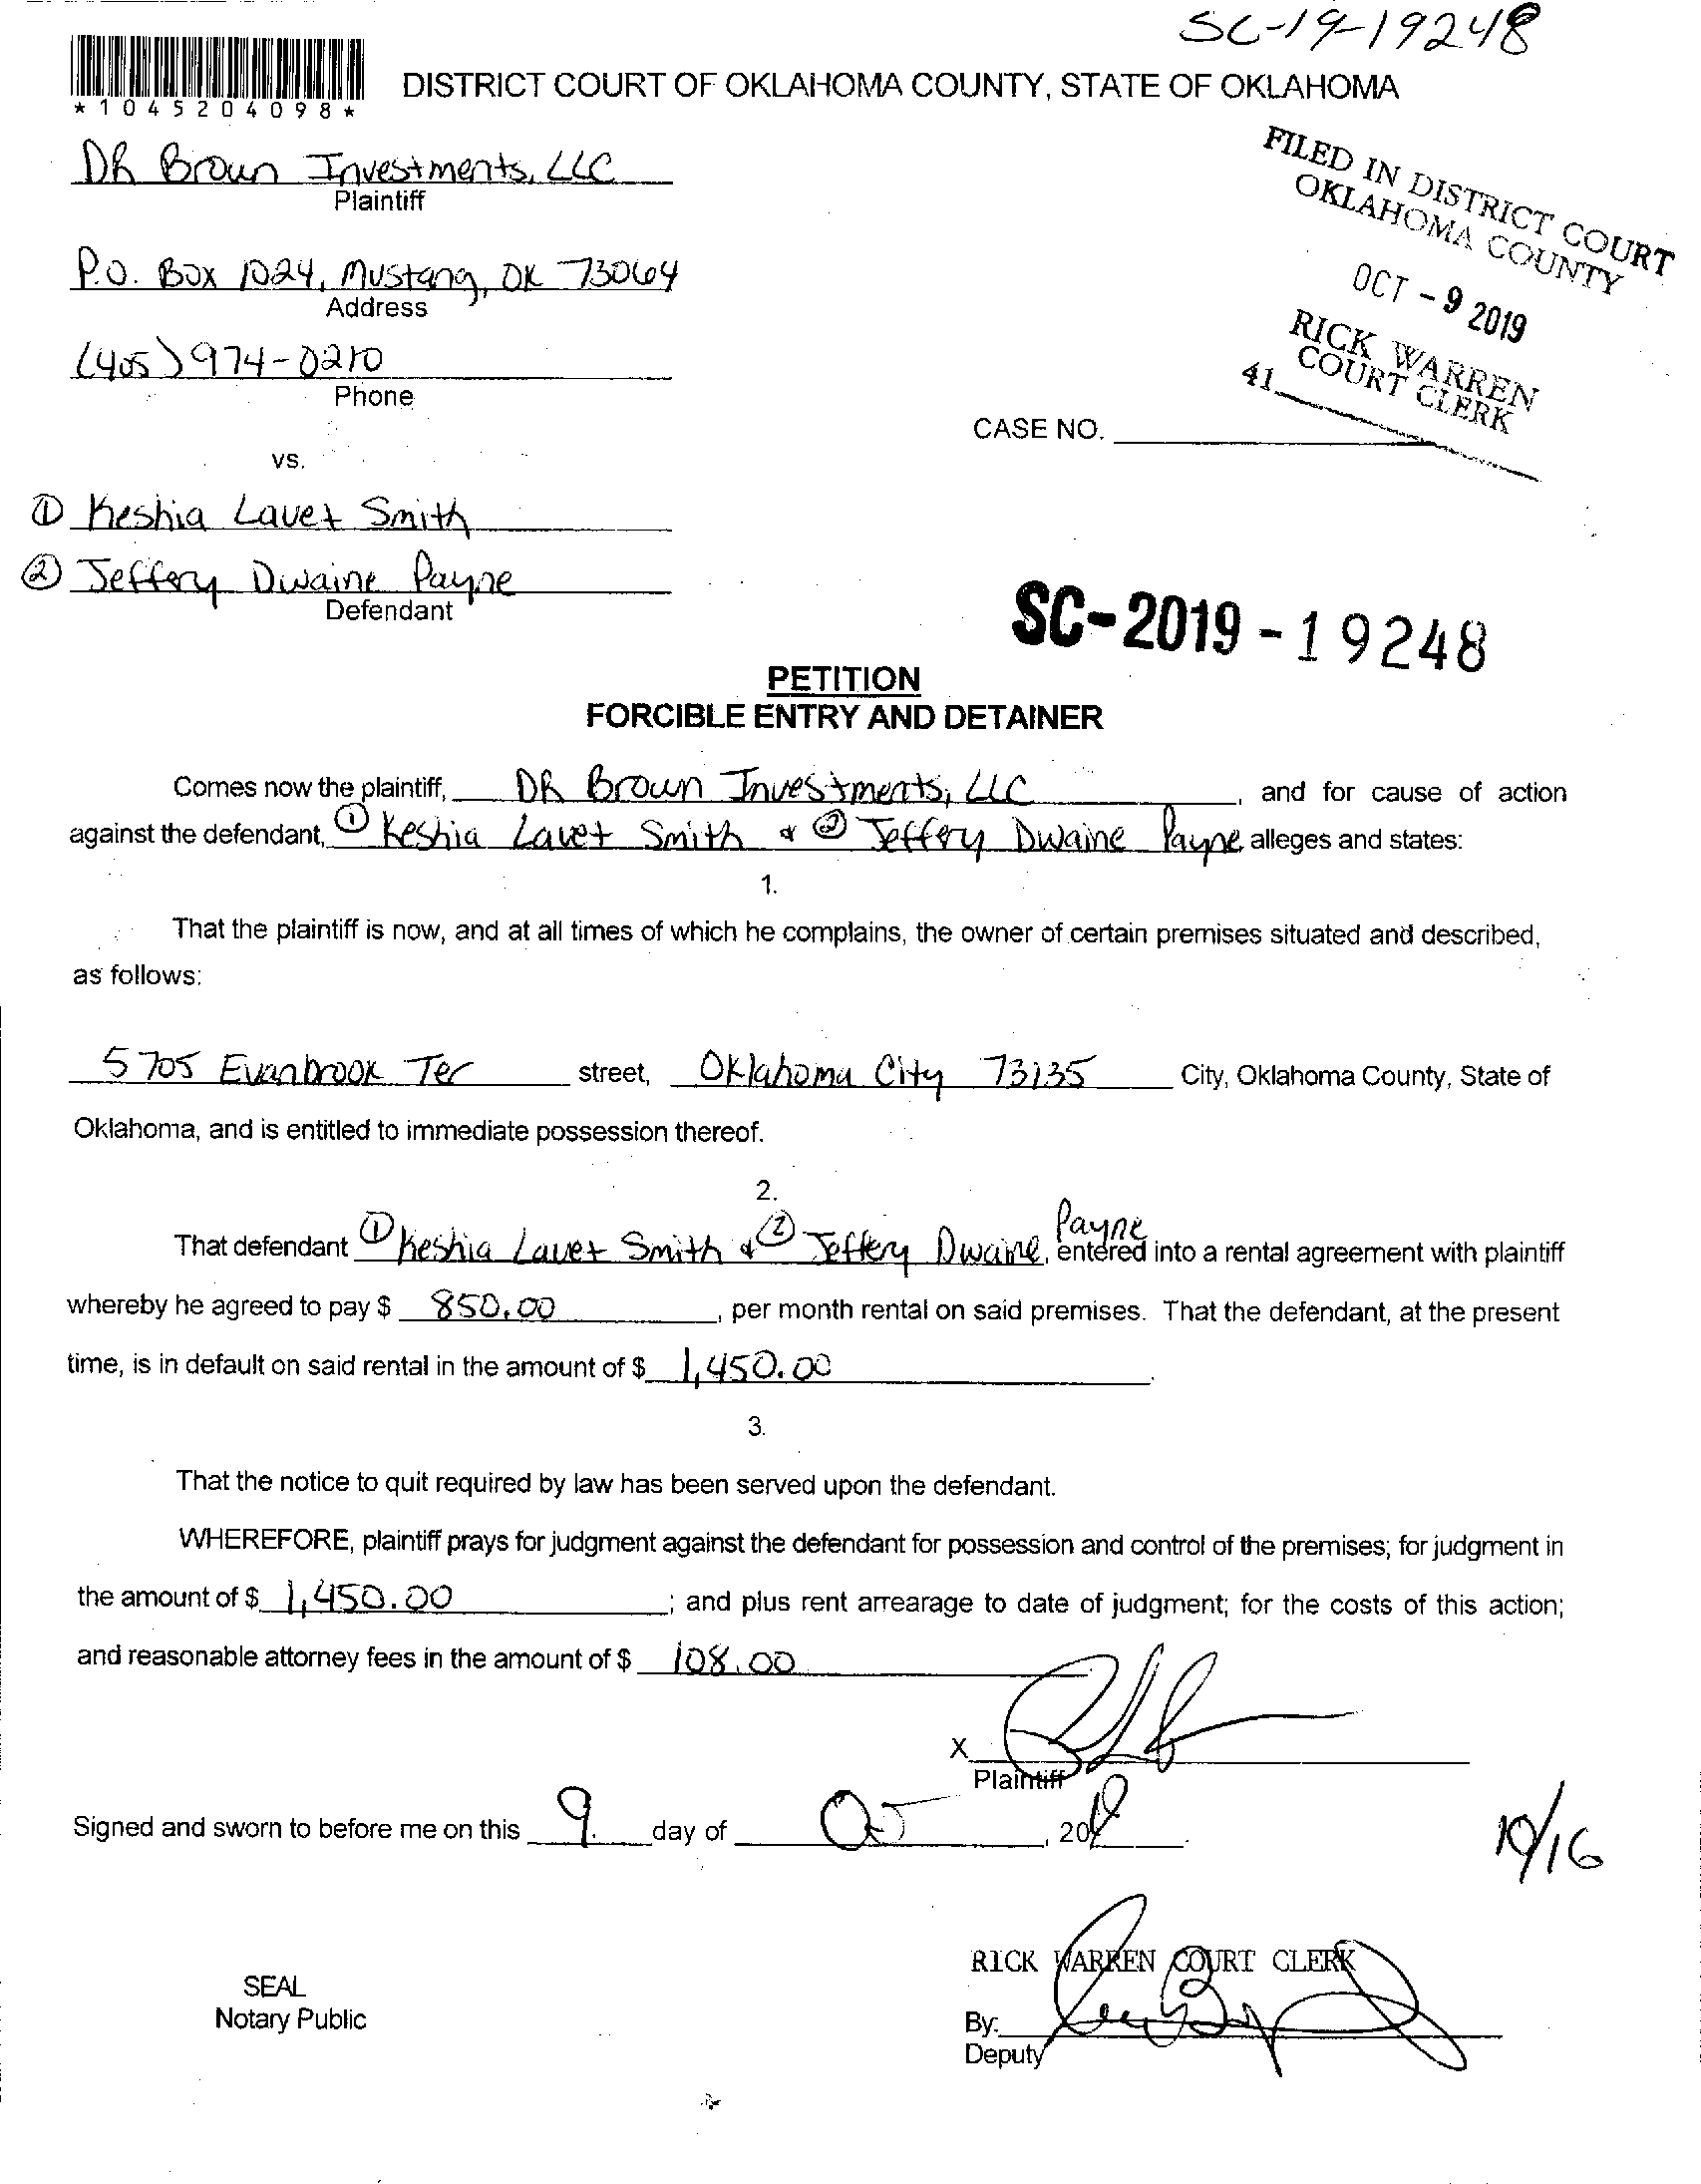 SC-19-19248
*1045204098*
DISTRICT COURT OF OKLAHOMA COUNTY, STATE OF OKLAHOMA
FILED IN DISTRICT COURT
OKLAHOMA COUNTY
OCT - 9 2019
RICK WARREN
COURT CLERK
41
DR Brown Investments, LLC
Plaintiff
P.O. Box 1024, Mustang, OK 73064
Address
(405) 974-0210
Phone
CASE NO.
vs.
① Keshia Lavet Smith
② Jeffery Dwaine Payne
Defendant
SC-2019-19248
PETITION
FORCIBLE ENTRY AND DETAINER
Comes now the plaintiff, DR Brown Investments, LLC, and for cause of action
against the defendant, ① Keshia Lavet Smith & ② Jeffery Dwaine Payne alleges and states:
1.
That the plaintiff is now, and at all times of which he complains, the owner of certain premises situated and described,
as follows:
5705 Evanbrook Ter street, Oklahoma City 73135 City, Oklahoma County, State of
Oklahoma, and is entitled to immediate possession thereof.
2.
That defendant ① Keshia Lavet Smith & ② Jeffery Dwaine Payne, entered into a rental agreement with plaintiff
whereby he agreed to pay $ 850.00, per month rental on said premises. That the defendant, at the present
time, is in default on said rental in the amount of $ 1,450.00.
3.
That the notice to quit required by law has been served upon the defendant.
WHEREFORE, plaintiff prays for judgment against the defendant for possession and control of the premises; for judgment in
the amount of $ 1,450.00; and plus rent arrearage to date of judgment; for the costs of this action;
and reasonable attorney fees in the amount of $ 108.00
X
Plaintiff
Signed and sworn to before me on this 9 day of Oct, 2019.
10/16
RICK WARREN COURT CLERK
SEAL
Notary Public
By:
Deputy